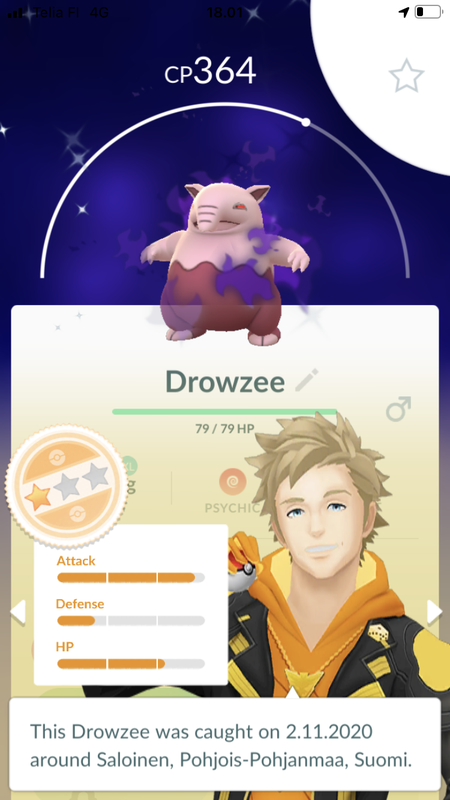 Telia FI 4G 18.01
CP364
Drowzee
79 / 79 HP
PSYCHIC
Attack
Defense
HP
This Drowzee was caught on 2.11.2020
around Saloinen, Pohjois-Pohjanmaa, Suomi.